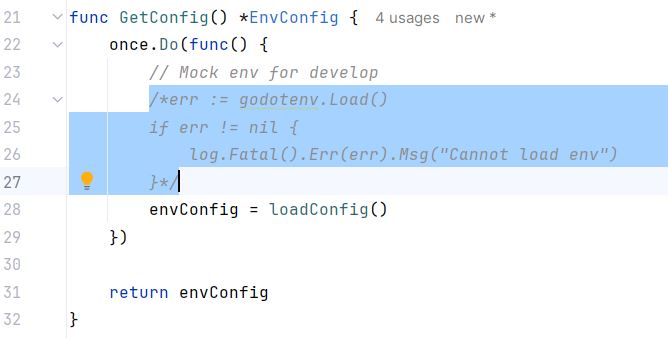 21 func GetConfig() *EnvConfig { 4 usages new *
22 once.Do(func() {
23 // Mock env for develop
24 /*err := godotenv.Load()
25 if err != nil {
26 log.Fatal().Err(err).Msg("Cannot load env")
27 }*/
28 envConfig = loadConfig()
29 })
30
31 return envConfig
32 }